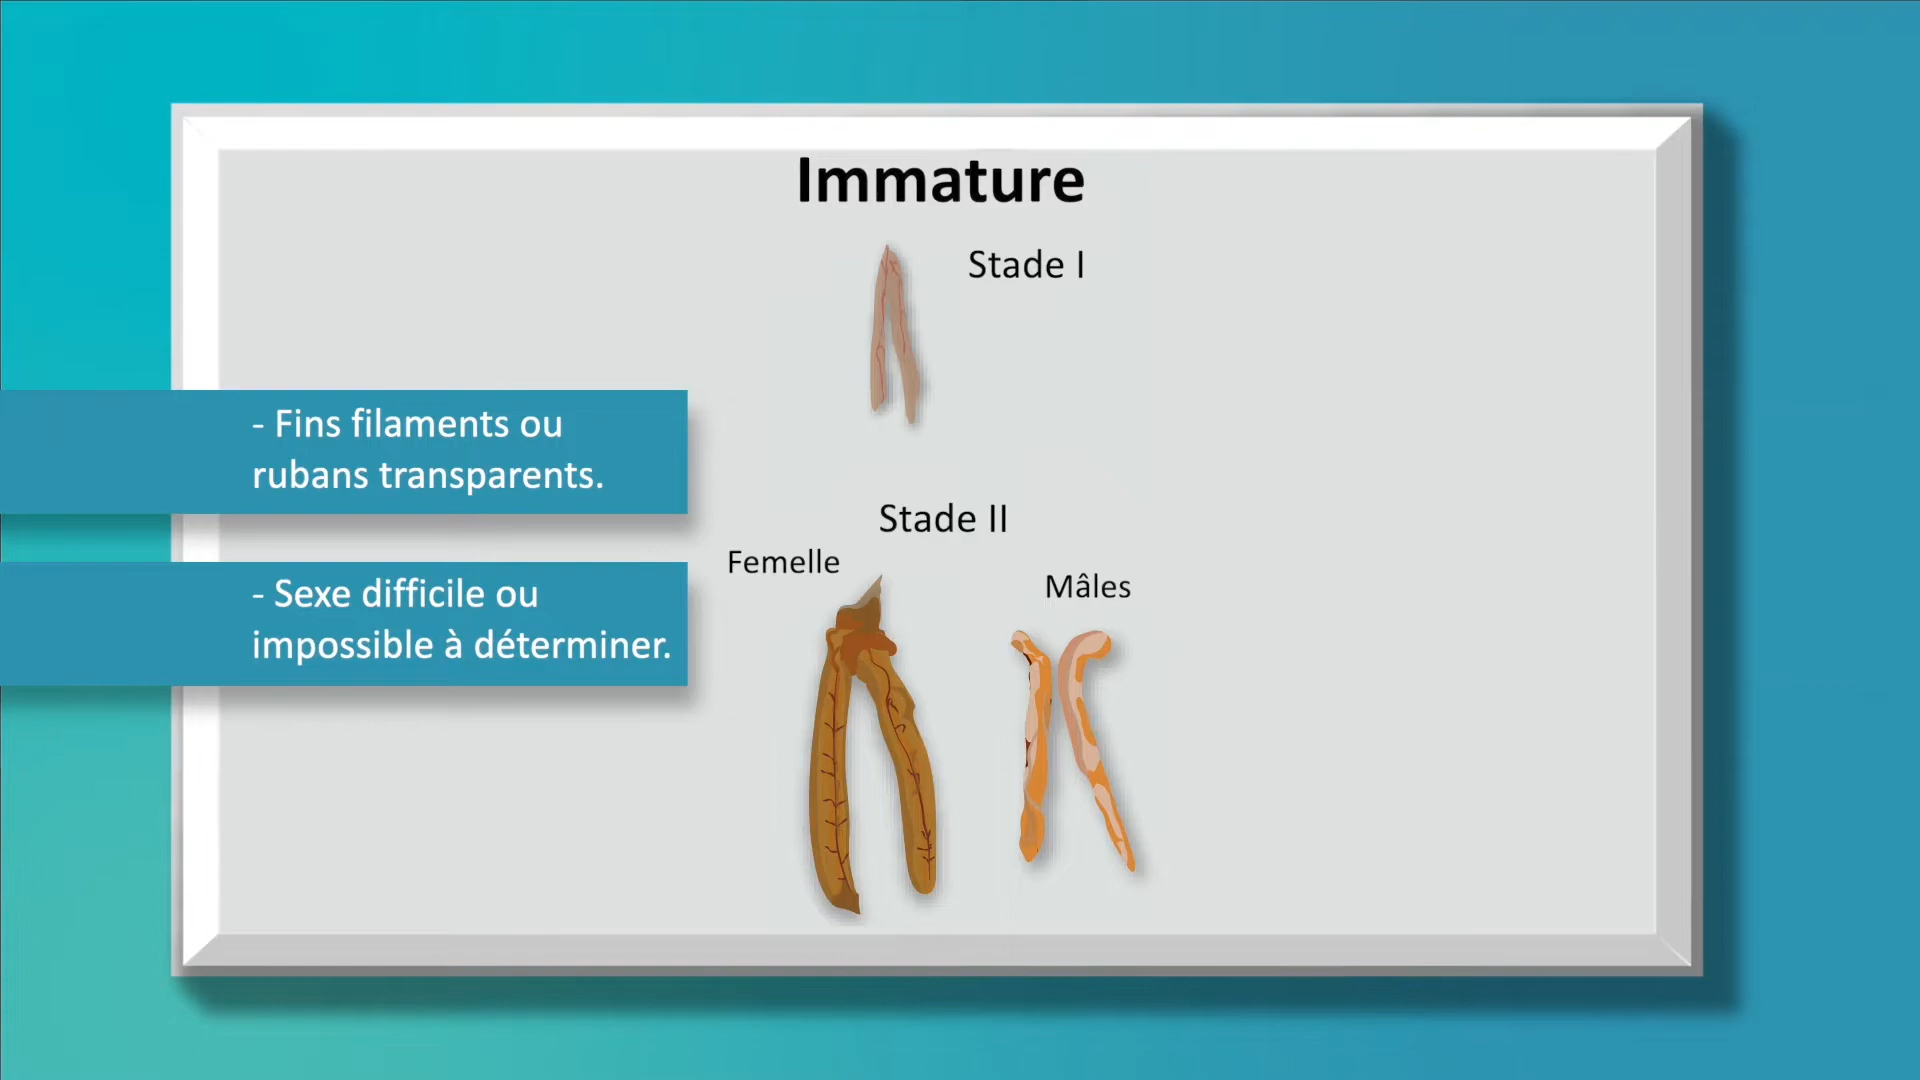 Immature
Stade I
- Fins filaments ou
rubans transparents.
Stade II
Femelle
Mâles
- Sexe difficile ou
impossible à déterminer.